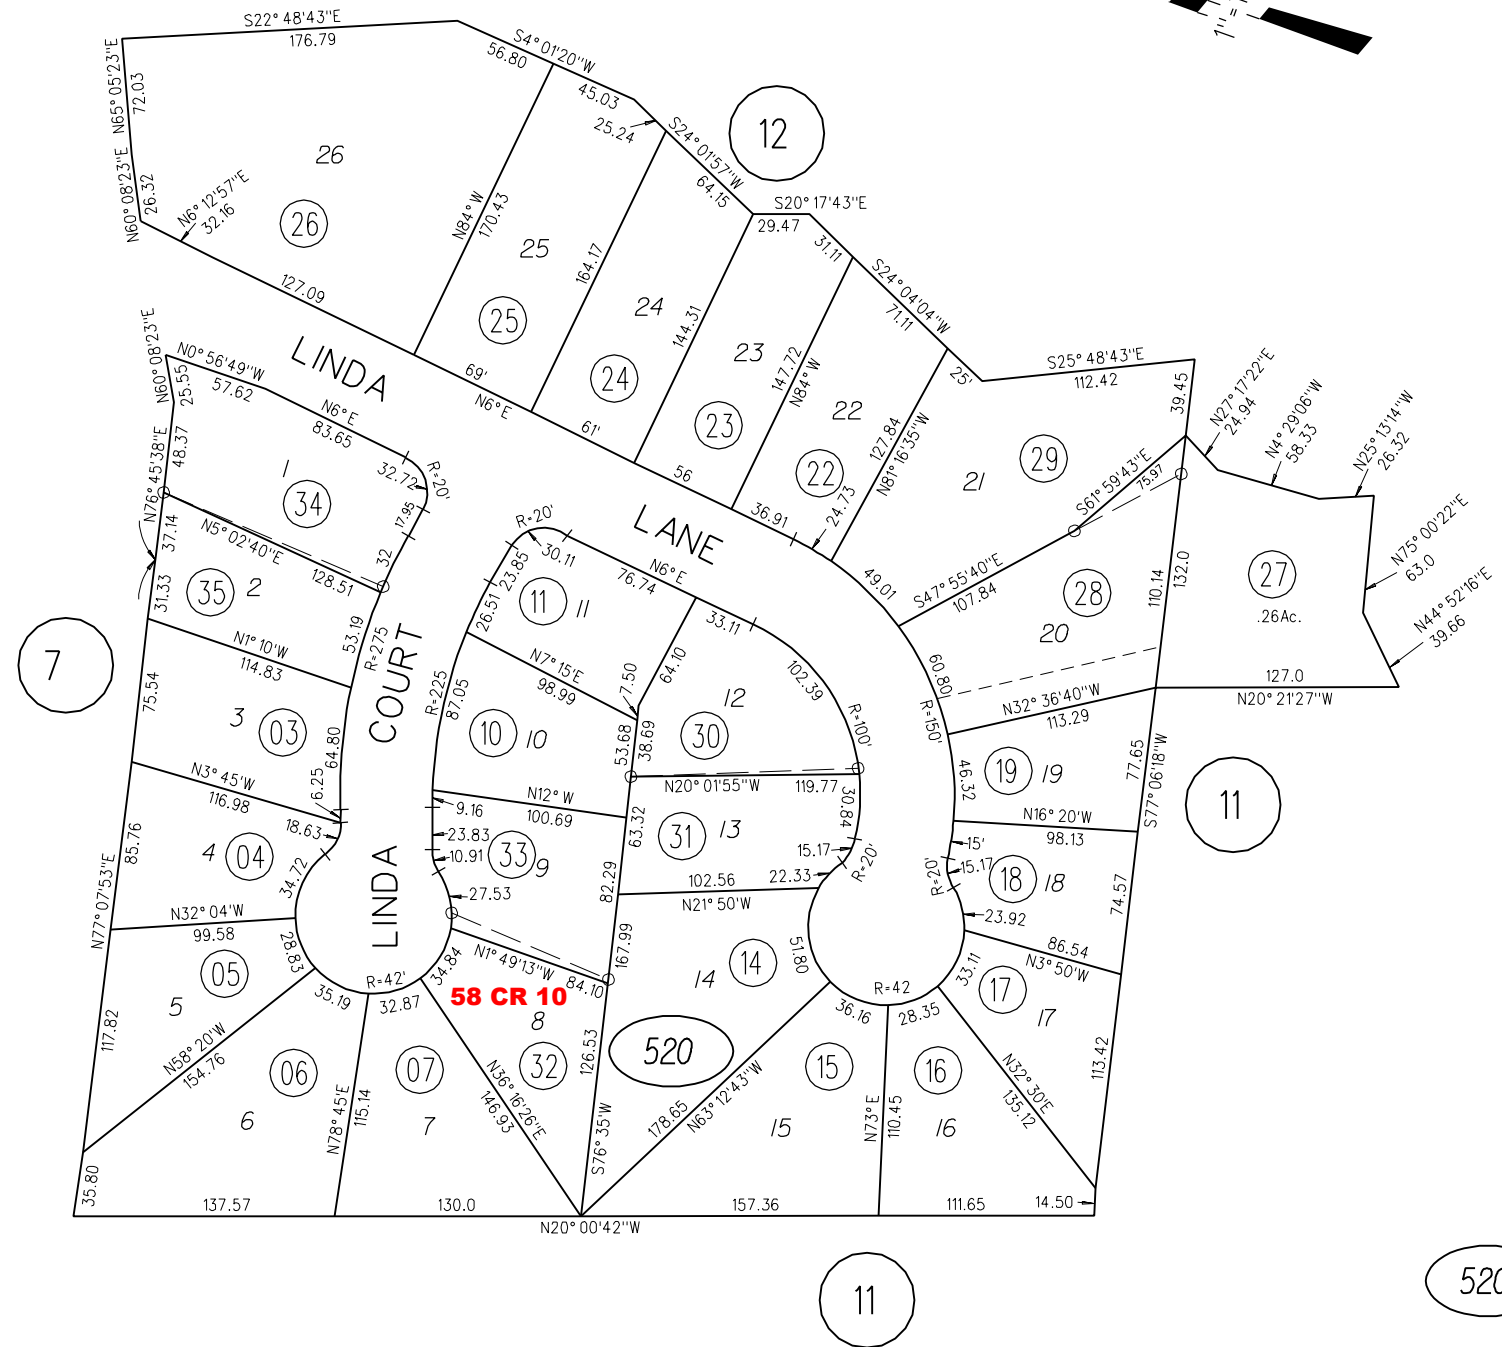 1"=
S22°48'43"E
176.79
S4°01'20"W
56.80
45.03
25.24
N65°05'23"E
72.03
N60°08'23"E
26.32
N6°12'57"E
32.16
26
26
127.09
N84°W
170.43
25
25
164.17
S24°01'57"W
64.15
12
S20°17'43"E
29.47
31.11
24
24
144.31
23
23
147.72
N84°W
S24°04'04"W
71.11
25'
22
22
127.84
N81°16'35"W
24.73
S25°48'43"E
112.42
39.45
N27°17'22"E
24.94
N4°29'06"W
58.33
N25°13'14"W
26.32
N75°00'22"E
63.0
N44°52'16"E
39.66
21
29
S61°59'43"E
75.97
S47°55'40"E
107.84
28
20
110.14
132.0
27
.26Ac.
127.0
N20°21'27"W
LINDA
LANE
69'
N6°E
61'
56
36.91
49.01
60.80
R=150'
46.32
N60°08'23"E
25.55
N0°56'49"W
57.62
N6°E
83.65
32.72
R=20'
17.95
32
48.37
N76°45'38"E
1
34
N5°02'40"E
128.51
37.14
31.33
35
2
53.19
R=275
N1°10'W
114.83
7
75.54
3
03
64.80
6.25
N3°45'W
116.98
18.63
85.76
4
04
34.72
N77°07'53"E
N32°04'W
99.58
28.83
05
5
117.82
N58°20'W
154.76
35.19
R=42'
32.87
34.84
06
6
35.80
137.57
N78°45'E
115.14
07
7
130.0
N36°16'26"E
146.93
58 CR 10
8
32
126.53
S76°35'W
N1°49'13"W
84.10
COURT
LINDA
R=20'
30.11
23.85
26.51
11
11
N6°E
76.74
33.11
N7°15'E
98.99
7.50
64.10
R=225
87.05
10
10
N12°W
100.69
9.16
23.83
10.91
27.53
33
9
53.68
38.69
12
30
102.39
R=100'
N20°01'55"W
119.77
63.32
31
13
30.84
15.17
R=20'
22.33
102.56
N21°50'W
82.29
167.99
14
14
51.80
520
N63°12'43"W
178.65
36.16
R=42
28.35
33.11
15
15
157.36
N73°E
110.45
16
16
111.65
14.50
N32°30'E
135.12
17
17
113.42
86.54
N3°50'W
23.92
15.17
15'
R=20'
18
18
74.57
N16°20'W
98.13
19
19
N32°36'40"W
113.29
77.65
S77°06'18"W
11
N20°00'42"W
11
520